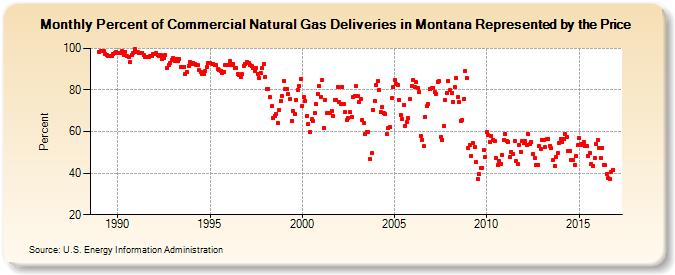 Monthly Percent of Commercial Natural Gas Deliveries in Montana Represented by the Price
Percent
100
80
60
40
20
1990 1995 2000 2005 2010 2015
Source: U.S. Energy Information Administration